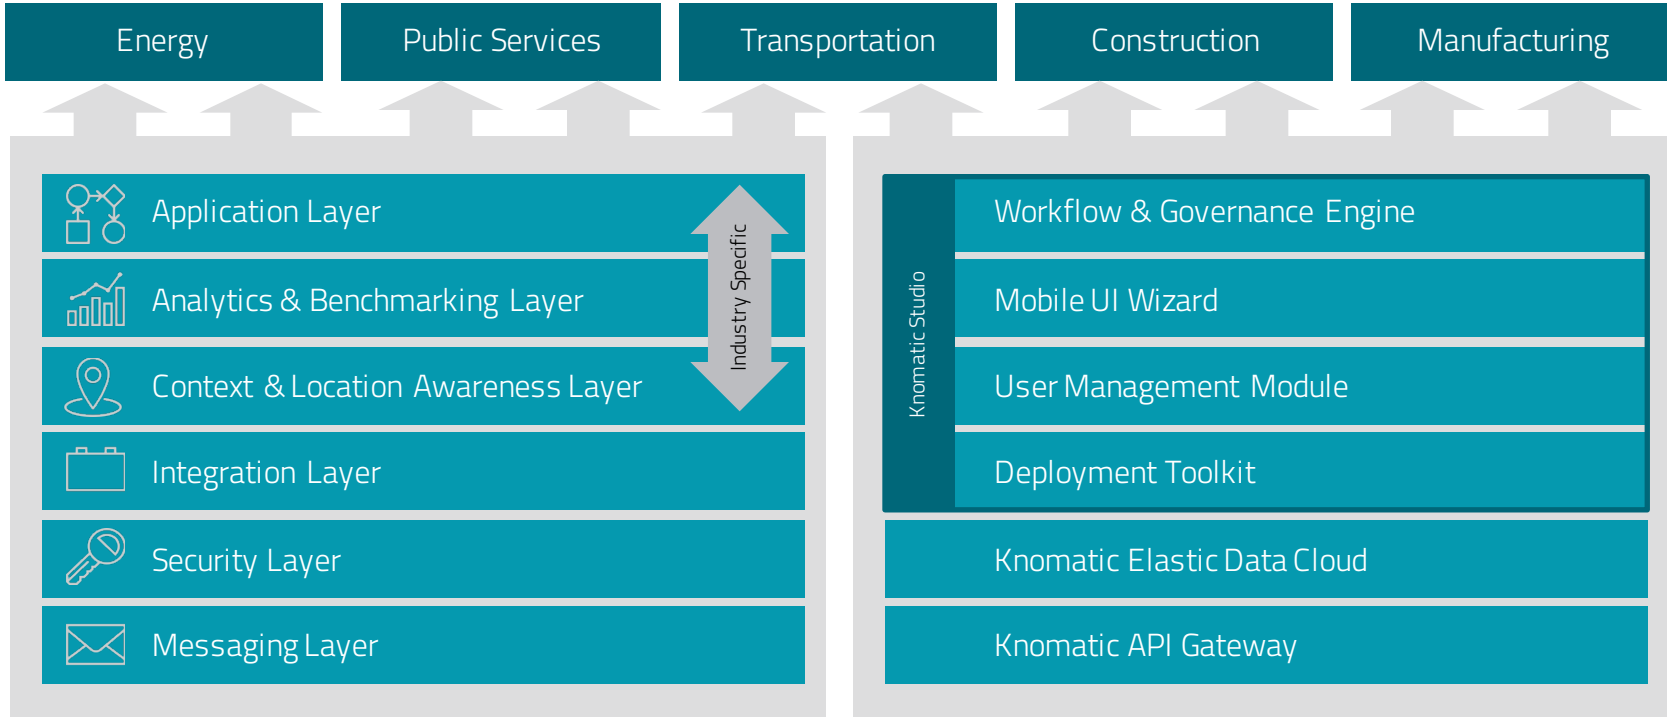 Energy
Public Services
Transportation
Construction
Manufacturing
Application Layer
Analytics & Benchmarking Layer
Context & Location Awareness Layer
Integration Layer
Security Layer
Messaging Layer
Industry Specific
Knomatic Studio
Workflow & Governance Engine
Mobile UI Wizard
User Management Module
Deployment Toolkit
Knomatic Elastic Data Cloud
Knomatic API Gateway